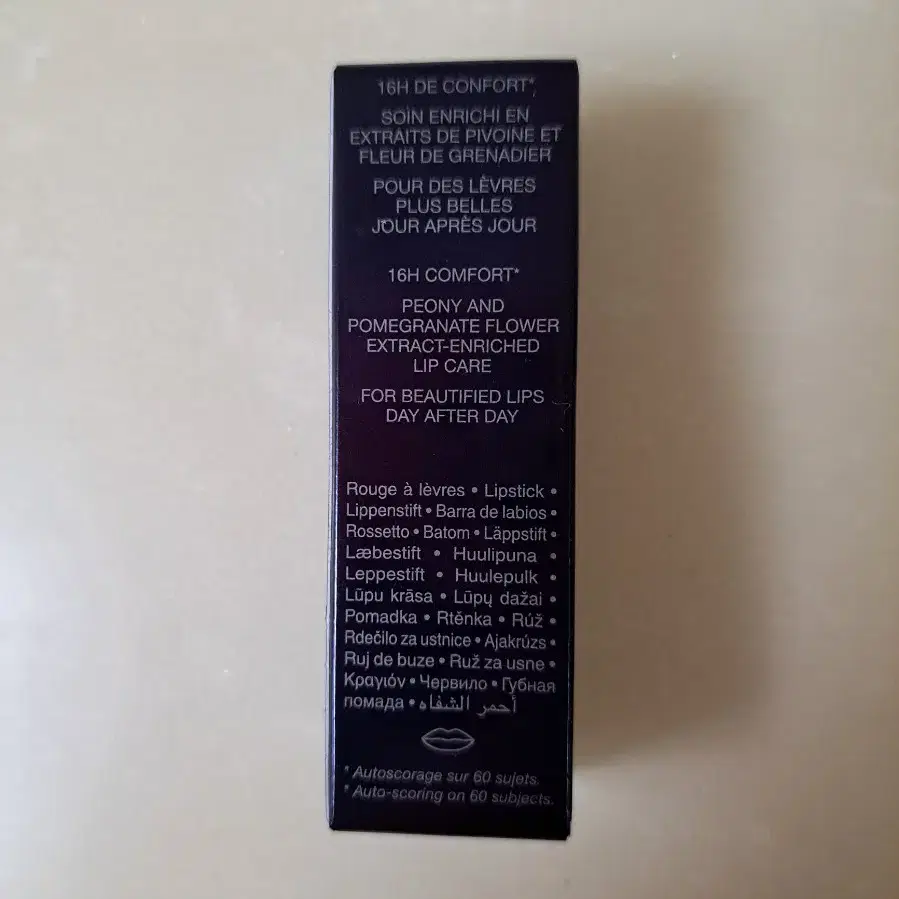 16H DE CONFORT*
SOIN ENRICHI EN
EXTRAITS DE PIVOINE ET
FLEUR DE GRENADIER
POUR DES LÈVRES
PLUS BELLES
JOUR APRÈS JOUR
16H COMFORT*
PEONY AND
POMEGRANATE FLOWER
EXTRACT-ENRICHED
LIP CARE
FOR BEAUTIFIED LIPS
DAY AFTER DAY
Rouge à lèvres • Lipstick •
Lippenstift • Barra de labios •
Rossetto • Batom • Läppstift •
Læbestift • Huulipuna •
Leppestift • Huulepulk •
Lūpu krāsa • Lūpų dažai •
Pomadka • Rtěnka • Rúž •
Rdečilo za ustnice • Ajakrúzs •
Ruj de buze • Ruž za usne •
Κραγιόν • Червило • Губная
помада • أحمر الشفاه
* Autoscorage sur 60 sujets.
* Auto-scoring on 60 subjects.